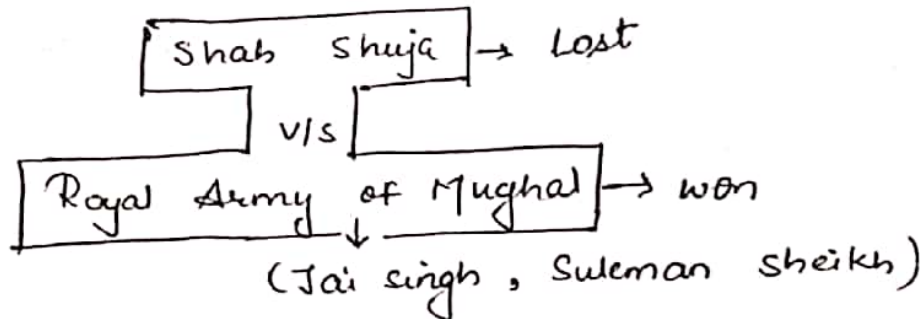 Shah Shuja → Lost
v/s
Royal Army of Mughal → won
↓
(Jai singh, Suleman sheikh)